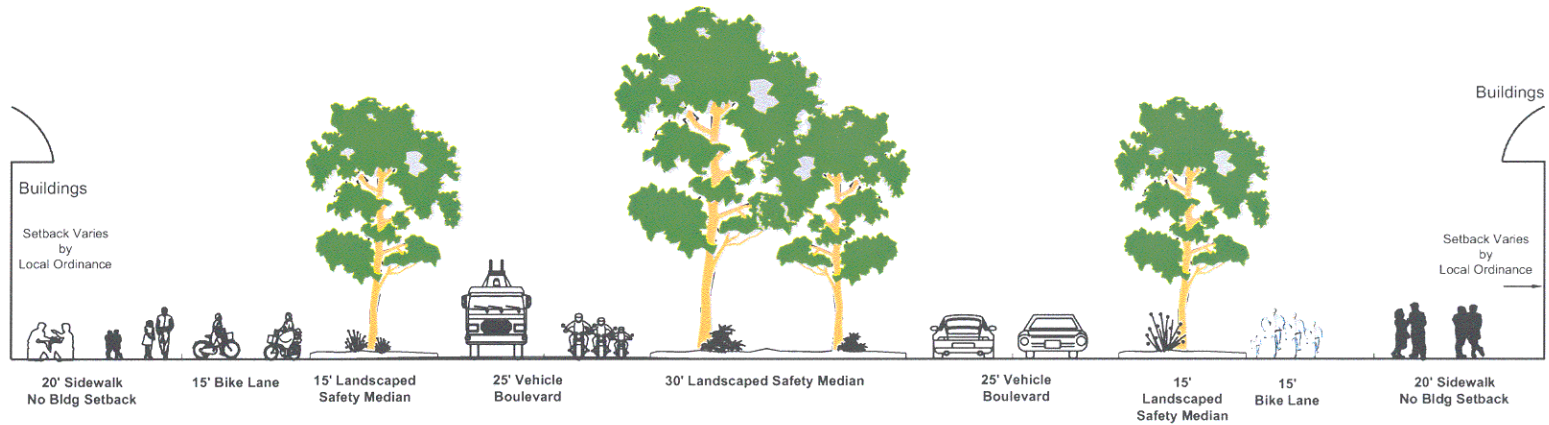 Buildings
Buildings
Setback Varies
by
Local Ordinance
Setback Varies
by
Local Ordinance
20' Sidewalk
No Bldg Setback
15' Bike Lane
15' Landscaped
Safety Median
25' Vehicle
Boulevard
30' Landscaped Safety Median
25' Vehicle
Boulevard
15'
Landscaped
Safety Median
15'
Bike Lane
20' Sidewalk
No Bldg Setback